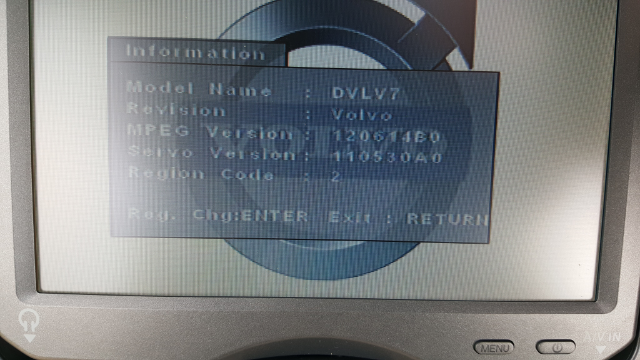 Information
Model Name : DVLV7
Revision : Volvo
MPEG Version : 120614B0
Servo Version : 110530A0
Region Code : 2
Reg. Chg:ENTER Exit : RETURN
MENU
A/V IN